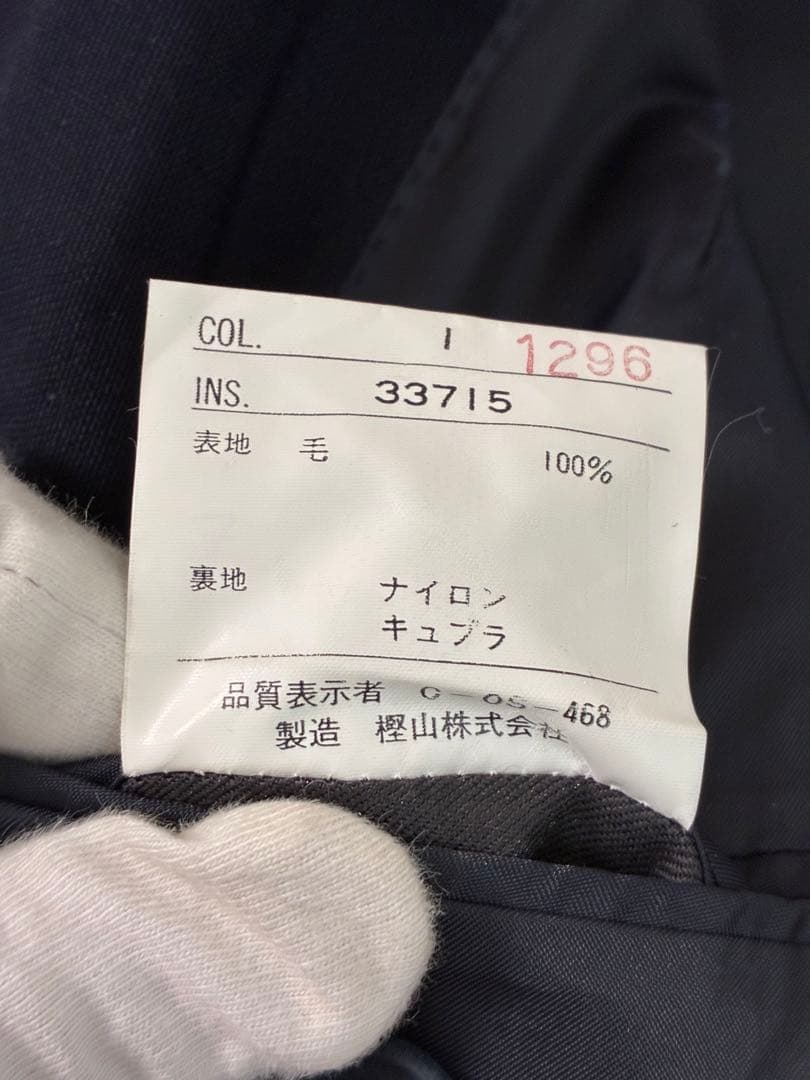 COL. 1 1296
INS. 33715
表地 毛 100%
裏地 ナイロン
キュプラ
品質表示者 468
製造 樫山株式会社